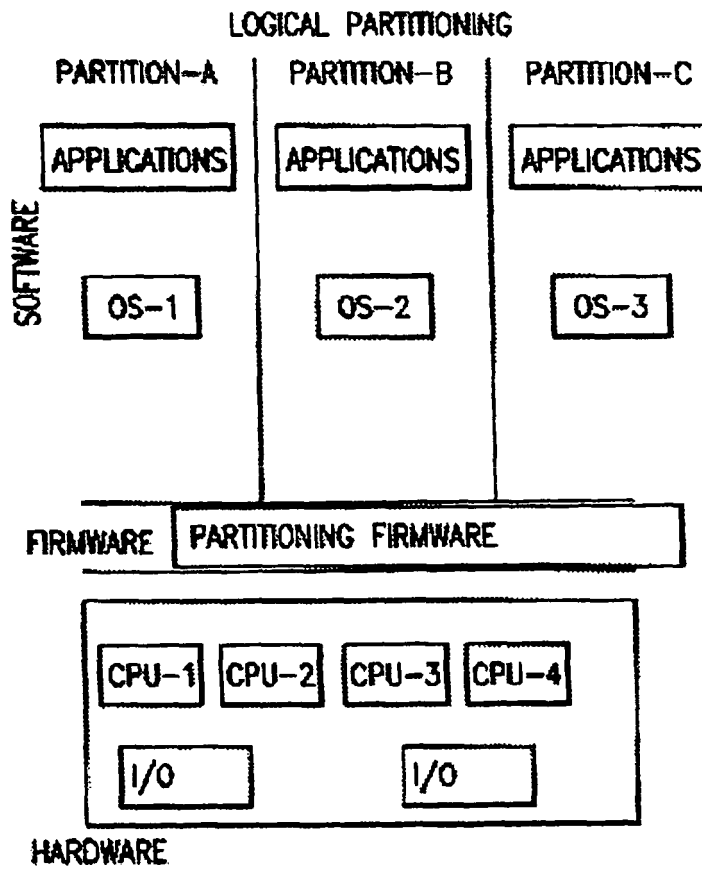 LOGICAL PARTITIONING
PARTITION-A PARTITION-B PARTITION-C
APPLICATIONS APPLICATIONS APPLICATIONS
SOFTWARE
OS-1 OS-2 OS-3
FIRMWARE PARTITIONING FIRMWARE
CPU-1 CPU-2 CPU-3 CPU-4
I/O I/O
HARDWARE